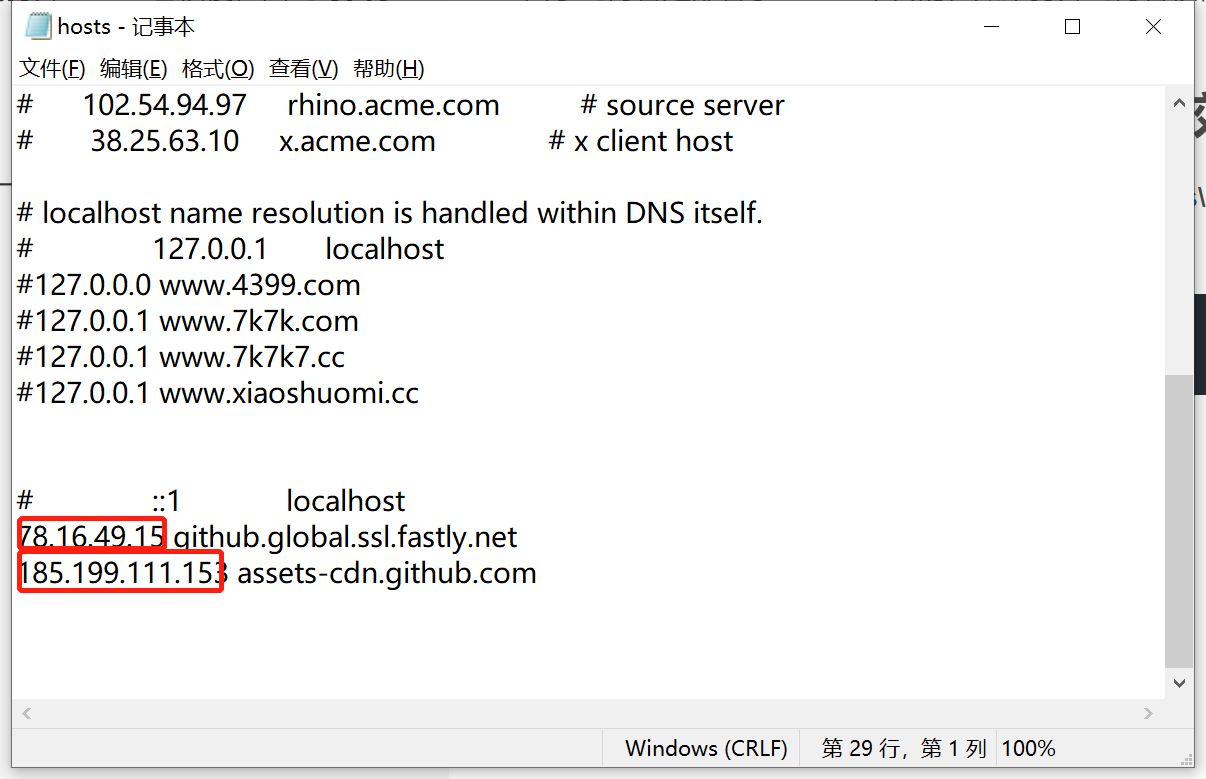 hosts - 记事本
文件(F) 编辑(E) 格式(O) 查看(V) 帮助(H)
# 102.54.94.97 rhino.acme.com # source server
# 38.25.63.10 x.acme.com # x client host
# localhost name resolution is handled within DNS itself.
# 127.0.0.1 localhost
#127.0.0.0 www.4399.com
#127.0.0.1 www.7k7k.com
#127.0.0.1 www.7k7k7.cc
#127.0.0.1 www.xiaoshuomi.cc
# ::1 localhost
78.16.49.15 github.global.ssl.fastly.net
185.199.111.153 assets-cdn.github.com
Windows (CRLF) 第 29 行，第 1 列 100%